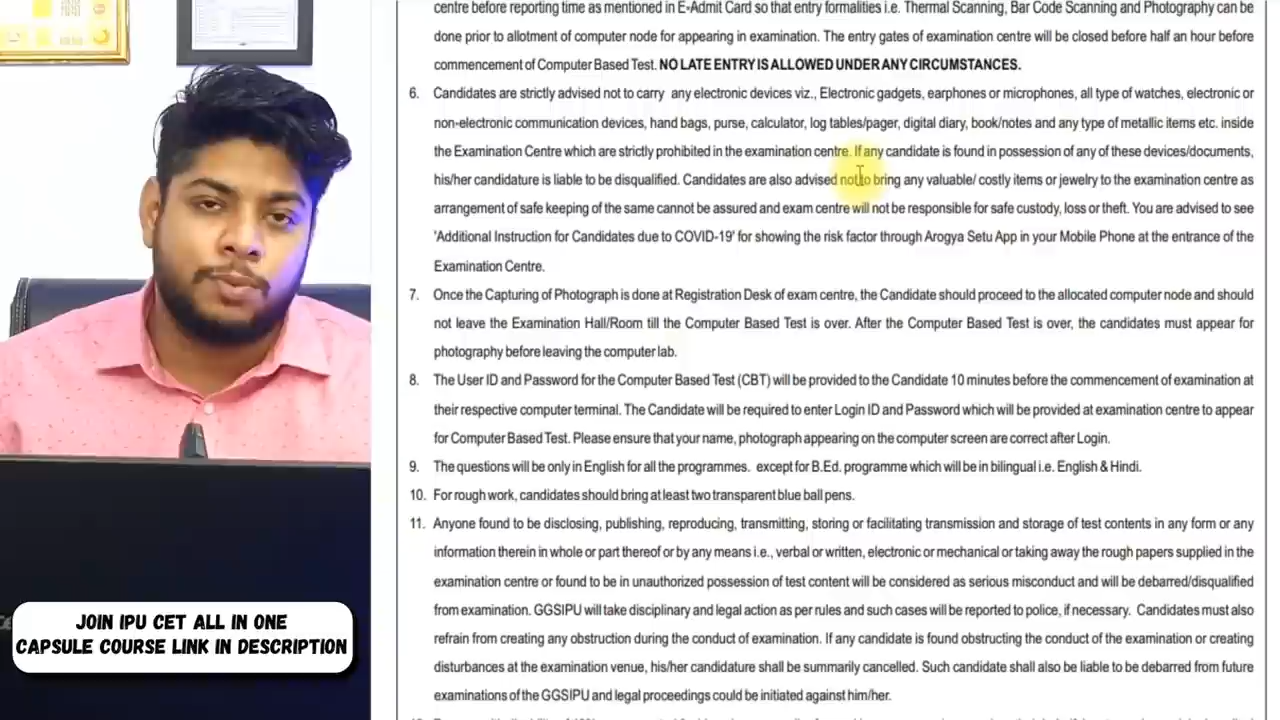 centre before reporting time as mentioned in E-Admit Card so that entry formalities i.e. Thermal Scanning, Bar Code Scanning and Photography can be
done prior to allotment of computer node for appearing in examination. The entry gates of examination centre will be closed before half an hour before
commencement of Computer Based Test. NO LATE ENTRY IS ALLOWED UNDER ANY CIRCUMSTANCES.
6. Candidates are strictly advised not to carry any electronic devices viz., Electronic gadgets, earphones or microphones, all type of watches, electronic or
non-electronic communication devices, hand bags, purse, calculator, log tables/pager, digital diary, book/notes and any type of metallic items etc. inside
the Examination Centre which are strictly prohibited in the examination centre. If any candidate is found in possession of any of these devices/documents,
his/her candidature is liable to be disqualified. Candidates are also advised not to bring any valuable/ costly items or jewelry to the examination centre as
arrangement of safe keeping of the same cannot be assured and exam centre will not be responsible for safe custody, loss or theft. You are advised to see
'Additional Instruction for Candidates due to COVID-19' for showing the risk factor through Arogya Setu App in your Mobile Phone at the entrance of the
Examination Centre.
7. Once the Capturing of Photograph is done at Registration Desk of exam centre, the Candidate should proceed to the allocated computer node and should
not leave the Examination Hall/Room till the Computer Based Test is over. After the Computer Based Test is over, the candidates must appear for
photography before leaving the computer lab.
8. The User ID and Password for the Computer Based Test (CBT) will be provided to the Candidate 10 minutes before the commencement of examination at
their respective computer terminal. The Candidate will be required to enter Login ID and Password which will be provided at examination centre to appear
for Computer Based Test. Please ensure that your name, photograph appearing on the computer screen are correct after Login.
9. The questions will be only in English for all the programmes. except for B.Ed. programme which will be in bilingual i.e. English & Hindi.
10. For rough work, candidates should bring at least two transparent blue ball pens.
11. Anyone found to be disclosing, publishing, reproducing, transmitting, storing or facilitating transmission and storage of test contents in any form or any
information therein in whole or part thereof or by any means i.e., verbal or written, electronic or mechanical or taking away the rough papers supplied in the
examination centre or found to be in unauthorized possession of test content will be considered as serious misconduct and will be debarred/disqualified
from examination. GGSIPU will take disciplinary and legal action as per rules and such cases will be reported to police, if necessary. Candidates must also
refrain from creating any obstruction during the conduct of examination. If any candidate is found obstructing the conduct of the examination or creating
disturbances at the examination venue, his/her candidature shall be summarily cancelled. Such candidate shall also be liable to be debarred from future
examinations of the GGSIPU and legal proceedings could be initiated against him/her.
JOIN IPU CET ALL IN ONE
CAPSULE COURSE LINK IN DESCRIPTION